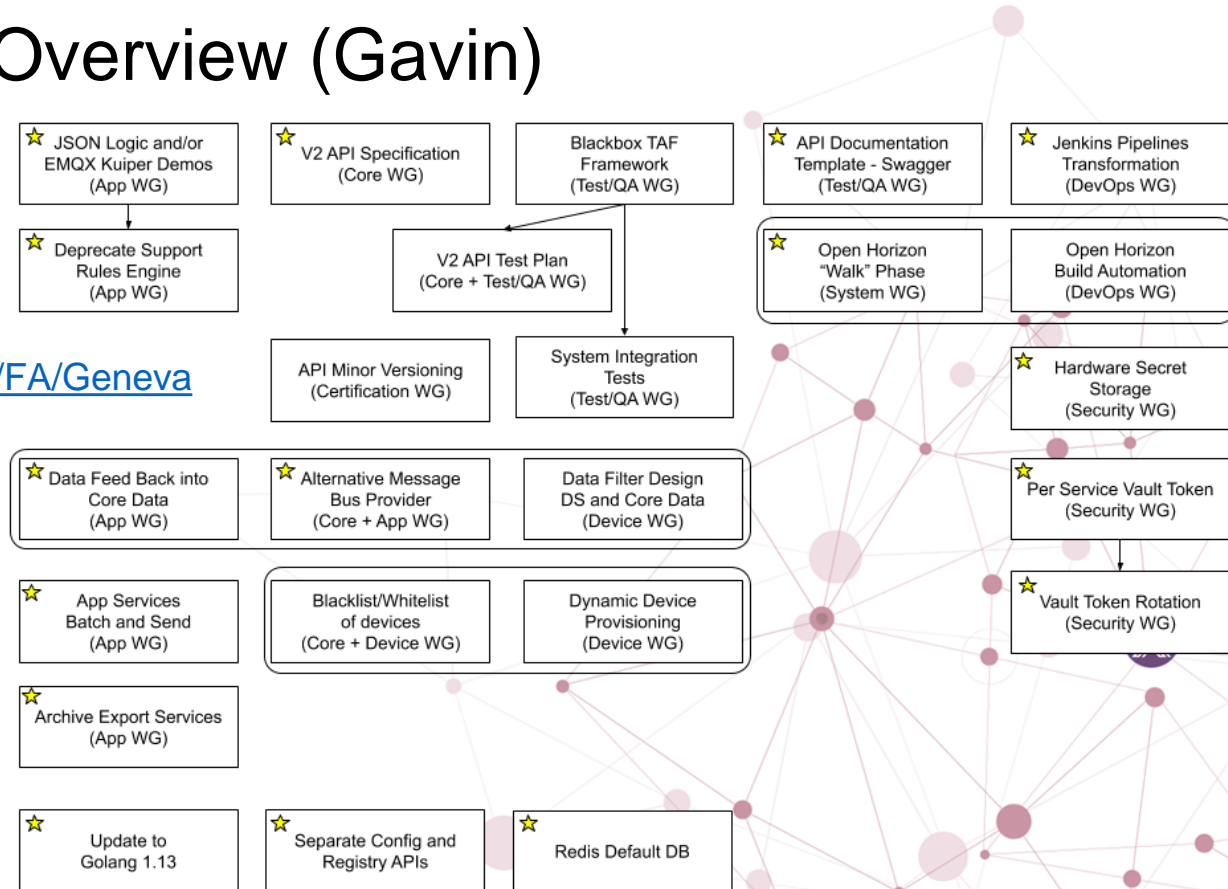 Overview (Gavin)
JSON Logic and/or
EMQX Kuiper Demos
(App WG)
V2 API Specification
(Core WG)
Blackbox TAF
Framework
(Test/QA WG)
API Documentation
Template - Swagger
(Test/QA WG)
Jenkins Pipelines
Transformation
(DevOps WG)
Deprecate Support
Rules Engine
(App WG)
V2 API Test Plan
(Core + Test/QA WG)
Open Horizon
“Walk” Phase
(System WG)
Open Horizon
Build Automation
(DevOps WG)
/FA/Geneva
API Minor Versioning
(Certification WG)
System Integration
Tests
(Test/QA WG)
Hardware Secret
Storage
(Security WG)
Data Feed Back into
Core Data
(App WG)
Alternative Message
Bus Provider
(Core + App WG)
Data Filter Design
DS and Core Data
(Device WG)
Per Service Vault Token
(Security WG)
App Services
Batch and Send
(App WG)
Blacklist/Whitelist
of devices
(Core + Device WG)
Dynamic Device
Provisioning
(Device WG)
Vault Token Rotation
(Security WG)
Archive Export Services
(App WG)
Update to
Golang 1.13
Separate Config and
Registry APIs
Redis Default DB